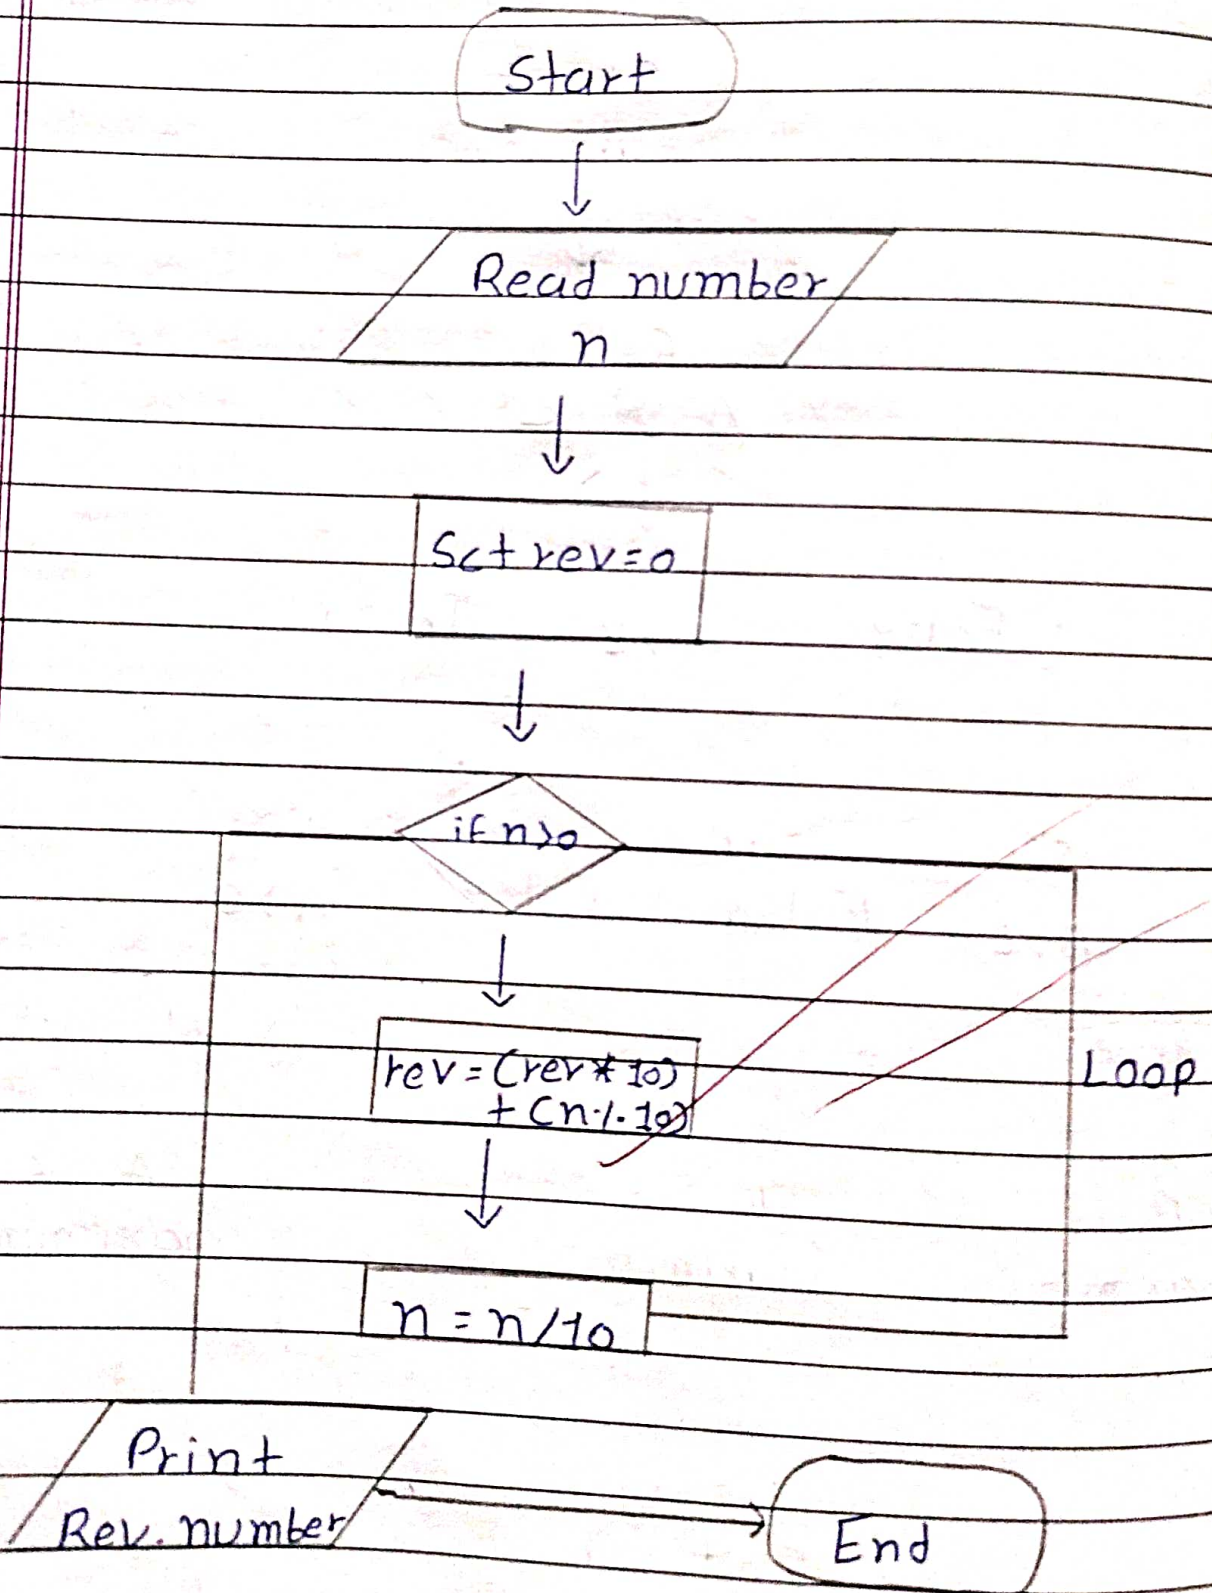 Start
Read number
n
Set rev=0
if n>0
rev=(rev*10)
+(n%10)
Loop
n=n/10
Print
Rev. number
End